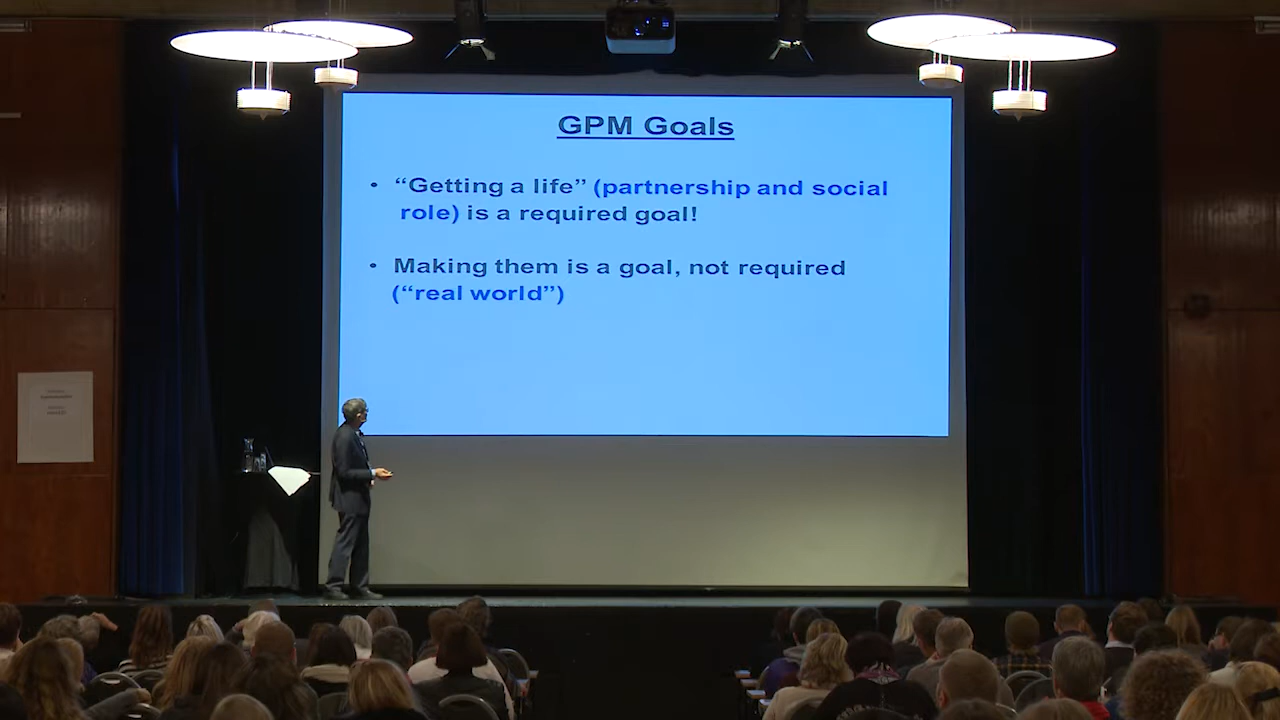 GPM Goals
• “Getting a life” (partnership and social
role) is a required goal!
• Making them is a goal, not required
(“real world”)